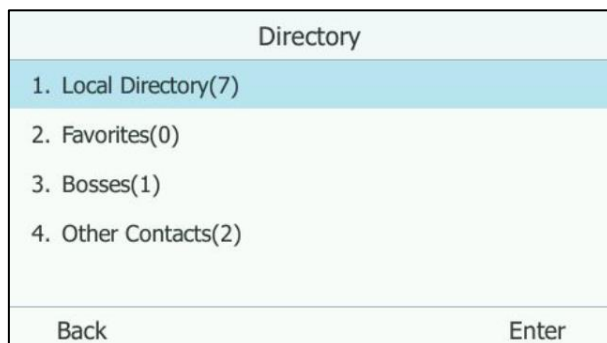 Directory
1. Local Directory(7)
2. Favorites(0)
3. Bosses(1)
4. Other Contacts(2)
Back Enter